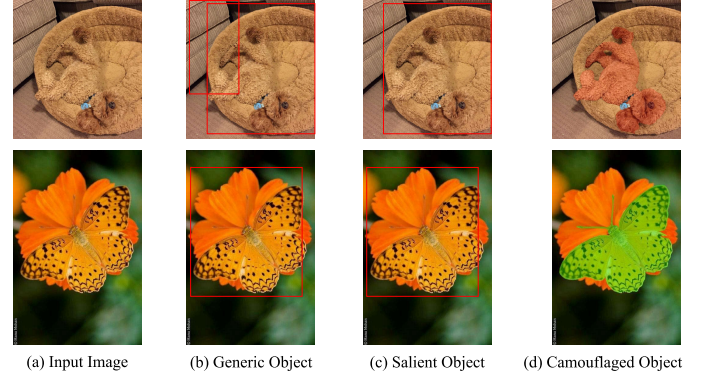 (a) Input Image
(b) Generic Object
(c) Salient Object
(d) Camouflaged Object